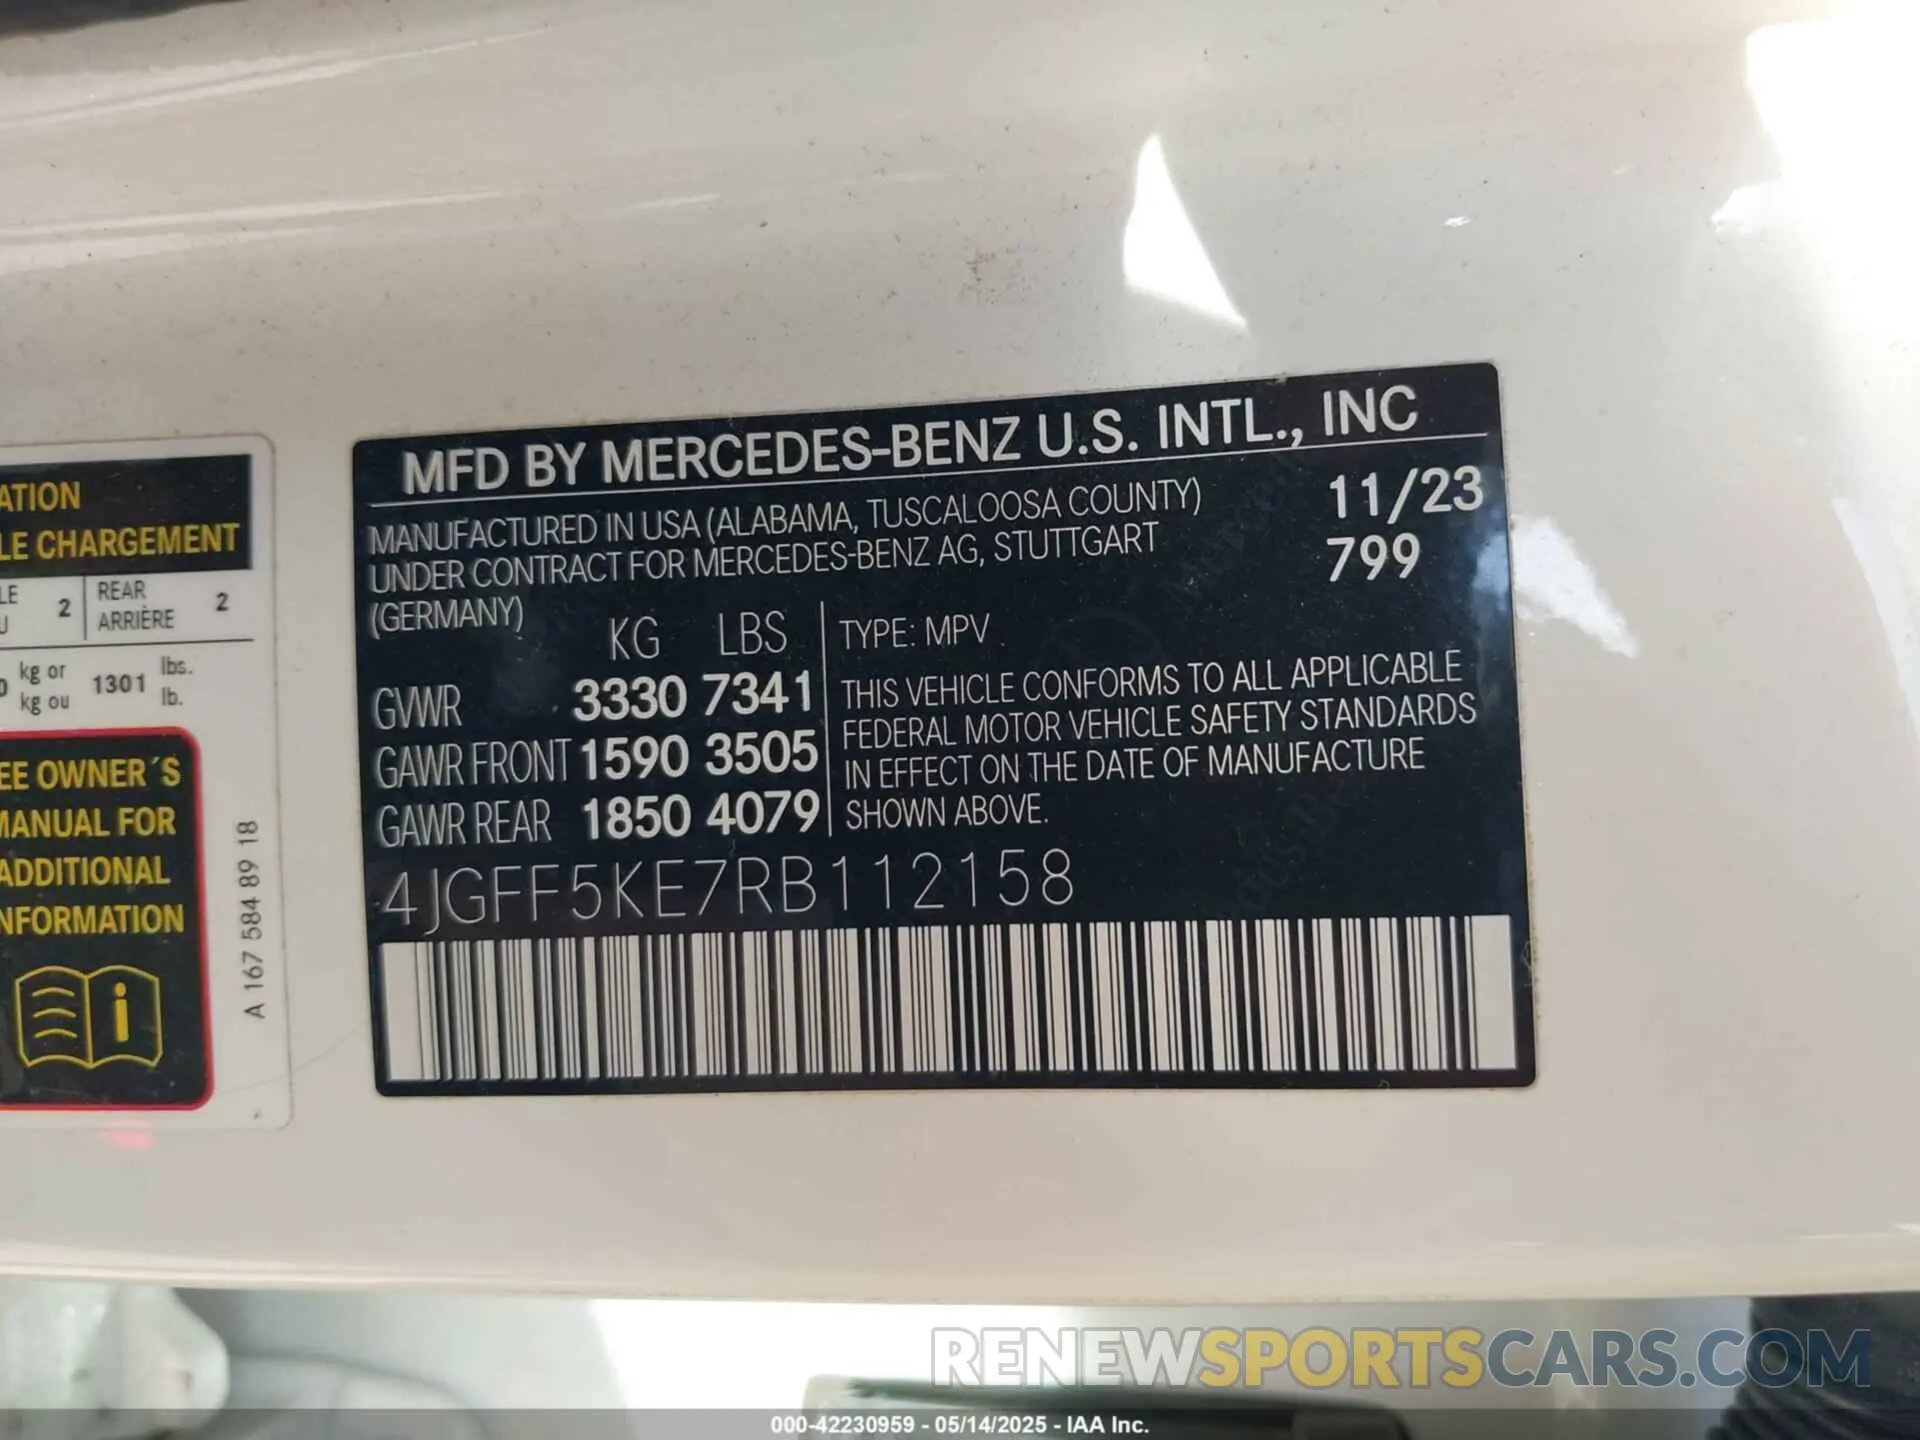 ATION
LE CHARGEMENT
LE
U
2
REAR
ARRIÈRE
2
0 kg or 1301 lbs.
kg ou lb.
EE OWNER´S
MANUAL FOR
ADDITIONAL
INFORMATION
i
A 167 584 89 18
MFD BY MERCEDES-BENZ U.S. INTL., INC
MANUFACTURED IN USA (ALABAMA, TUSCALOOSA COUNTY)
11/23
UNDER CONTRACT FOR MERCEDES-BENZ AG, STUTTGART
799
(GERMANY)
KG LBS
GVWR 3330 7341
GAWR FRONT 1590 3505
GAWR REAR 1850 4079
TYPE: MPV
THIS VEHICLE CONFORMS TO ALL APPLICABLE
FEDERAL MOTOR VEHICLE SAFETY STANDARDS
IN EFFECT ON THE DATE OF MANUFACTURE
SHOWN ABOVE.
4JGFF5KE7RB112158
RENEWSPORTSCARS.COM
000-42230959 - 05/14/2025 - IAA Inc.